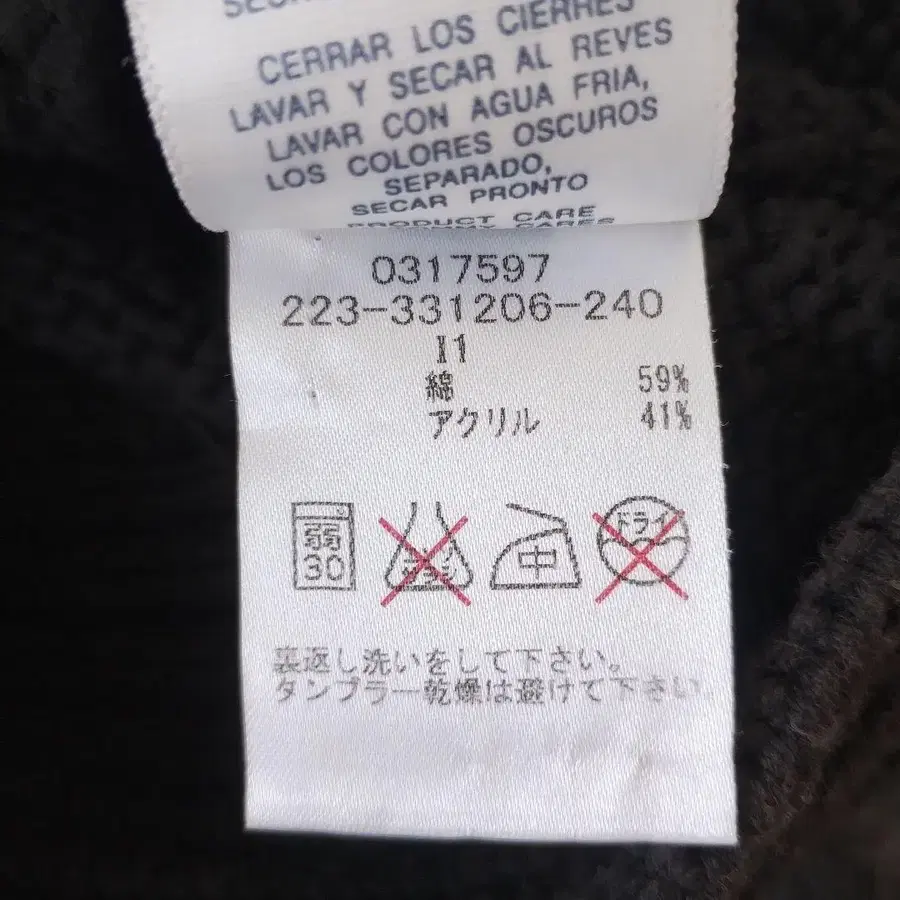 CERRAR LOS CIERRES
LAVAR Y SECAR AL REVES
LAVAR CON AGUA FRIA,
LOS COLORES OSCUROS
SEPARADO,
SECAR PRONTO
PRODUCT CARE
0317597
223-331206-240
I1
綿 59%
アクリル 41%
弱
30
中
ドライ
裏返し洗いをして下さい。
タンブラー乾燥は避けて下さい